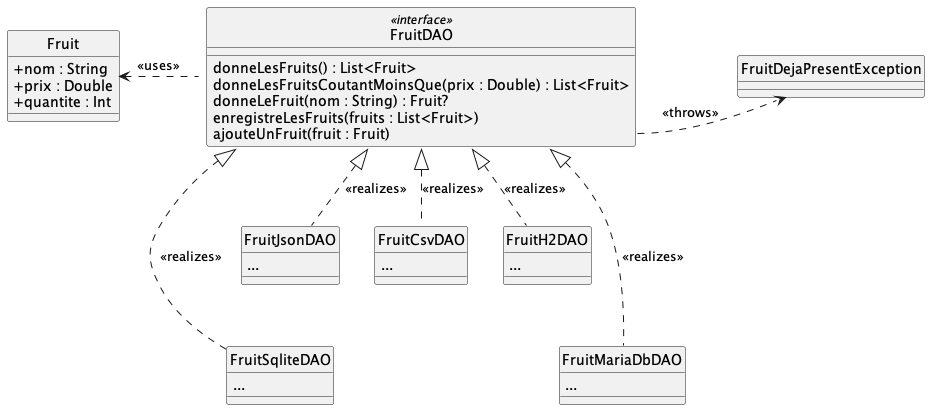 «interface»
FruitDAO
donneLesFruits() : List<Fruit>
donneLesFruitsCoutantMoinsQue(prix : Double) : List<Fruit>
donneLeFruit(nom : String) : Fruit?
enregistreLesFruits(fruits : List<Fruit>)
ajouteUnFruit(fruit : Fruit)
Fruit
+nom : String
+prix : Double
+quantite : Int
«uses»
FruitDejaPresentException
«throws»
«realizes»
«realizes»
«realizes»
FruitJsonDAO
...
FruitCsvDAO
...
FruitH2DAO
...
«realizes»
«realizes»
FruitSqliteDAO
...
FruitMariaDbDAO
...